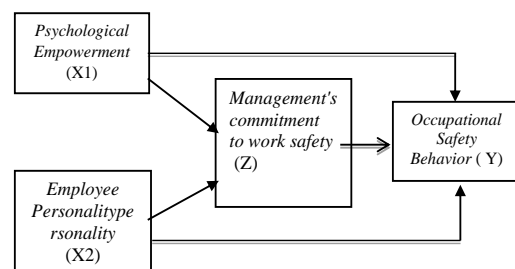 Psychological
Empowerment
(X1)
Management's
commitment
to work safety
(Z)
Occupational
Safety
Behavior ( Y)
Employee
Personalitype
rsonality
(X2)